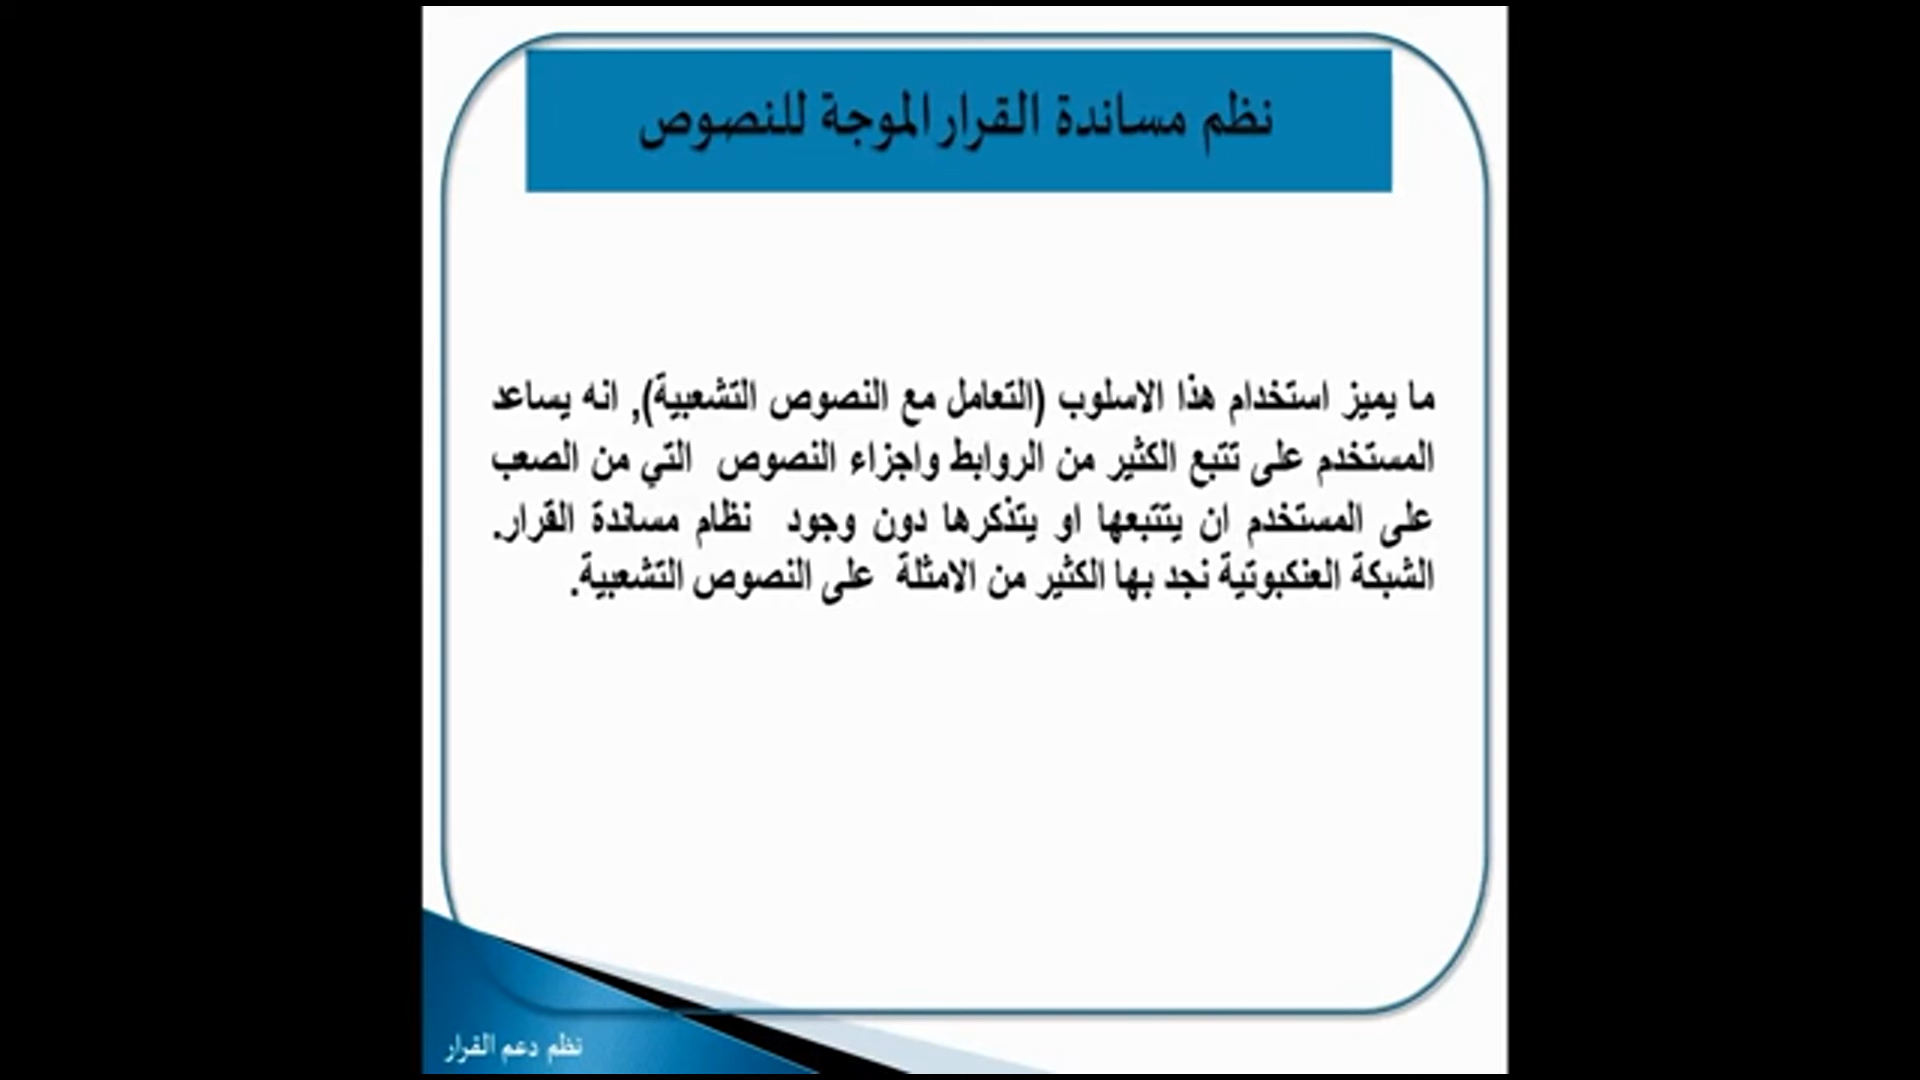 نظم مساندة القرار الموجة للنصوص
ما يميز استخدام هذا الاسلوب (التعامل مع النصوص التشعبية), انه يساعد
المستخدم على تتبع الكثير من الروابط واجزاء النصوص التي من الصعب
على المستخدم ان يتتبعها او يتذكرها دون وجود نظام مساندة القرار.
الشبكة العنكبوتية نجد بها الكثير من الامثلة على النصوص التشعبية.
نظم دعم القرار